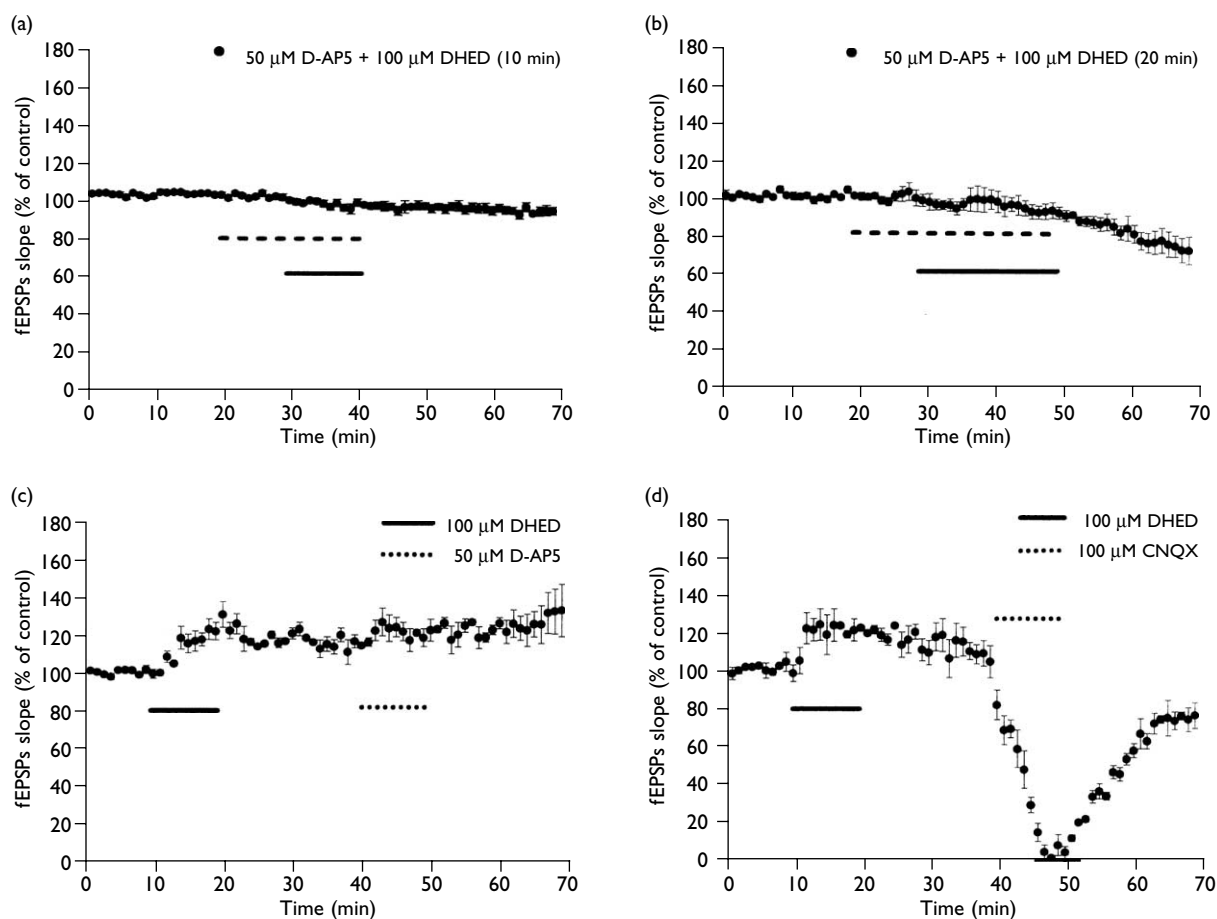 (a)
180
160
140
120
100
80
60
40
20
0
fEPSPs slope (% of control)
50 μM D-AP5 + 100 μM DHED (10 min)
0 10 20 30 40 50 60 70
Time (min)
(b)
180
160
140
120
100
80
60
40
20
0
fEPSPs slope (% of control)
50 μM D-AP5 + 100 μM DHED (20 min)
0 10 20 30 40 50 60 70
Time (min)
(c)
180
160
140
120
100
80
60
40
20
0
fEPSPs slope (% of control)
100 μM DHED
50 μM D-AP5
0 10 20 30 40 50 60 70
Time (min)
(d)
180
160
140
120
100
80
60
40
20
0
fEPSPs slope (% of control)
100 μM DHED
100 μM CNQX
0 10 20 30 40 50 60 70
Time (min)